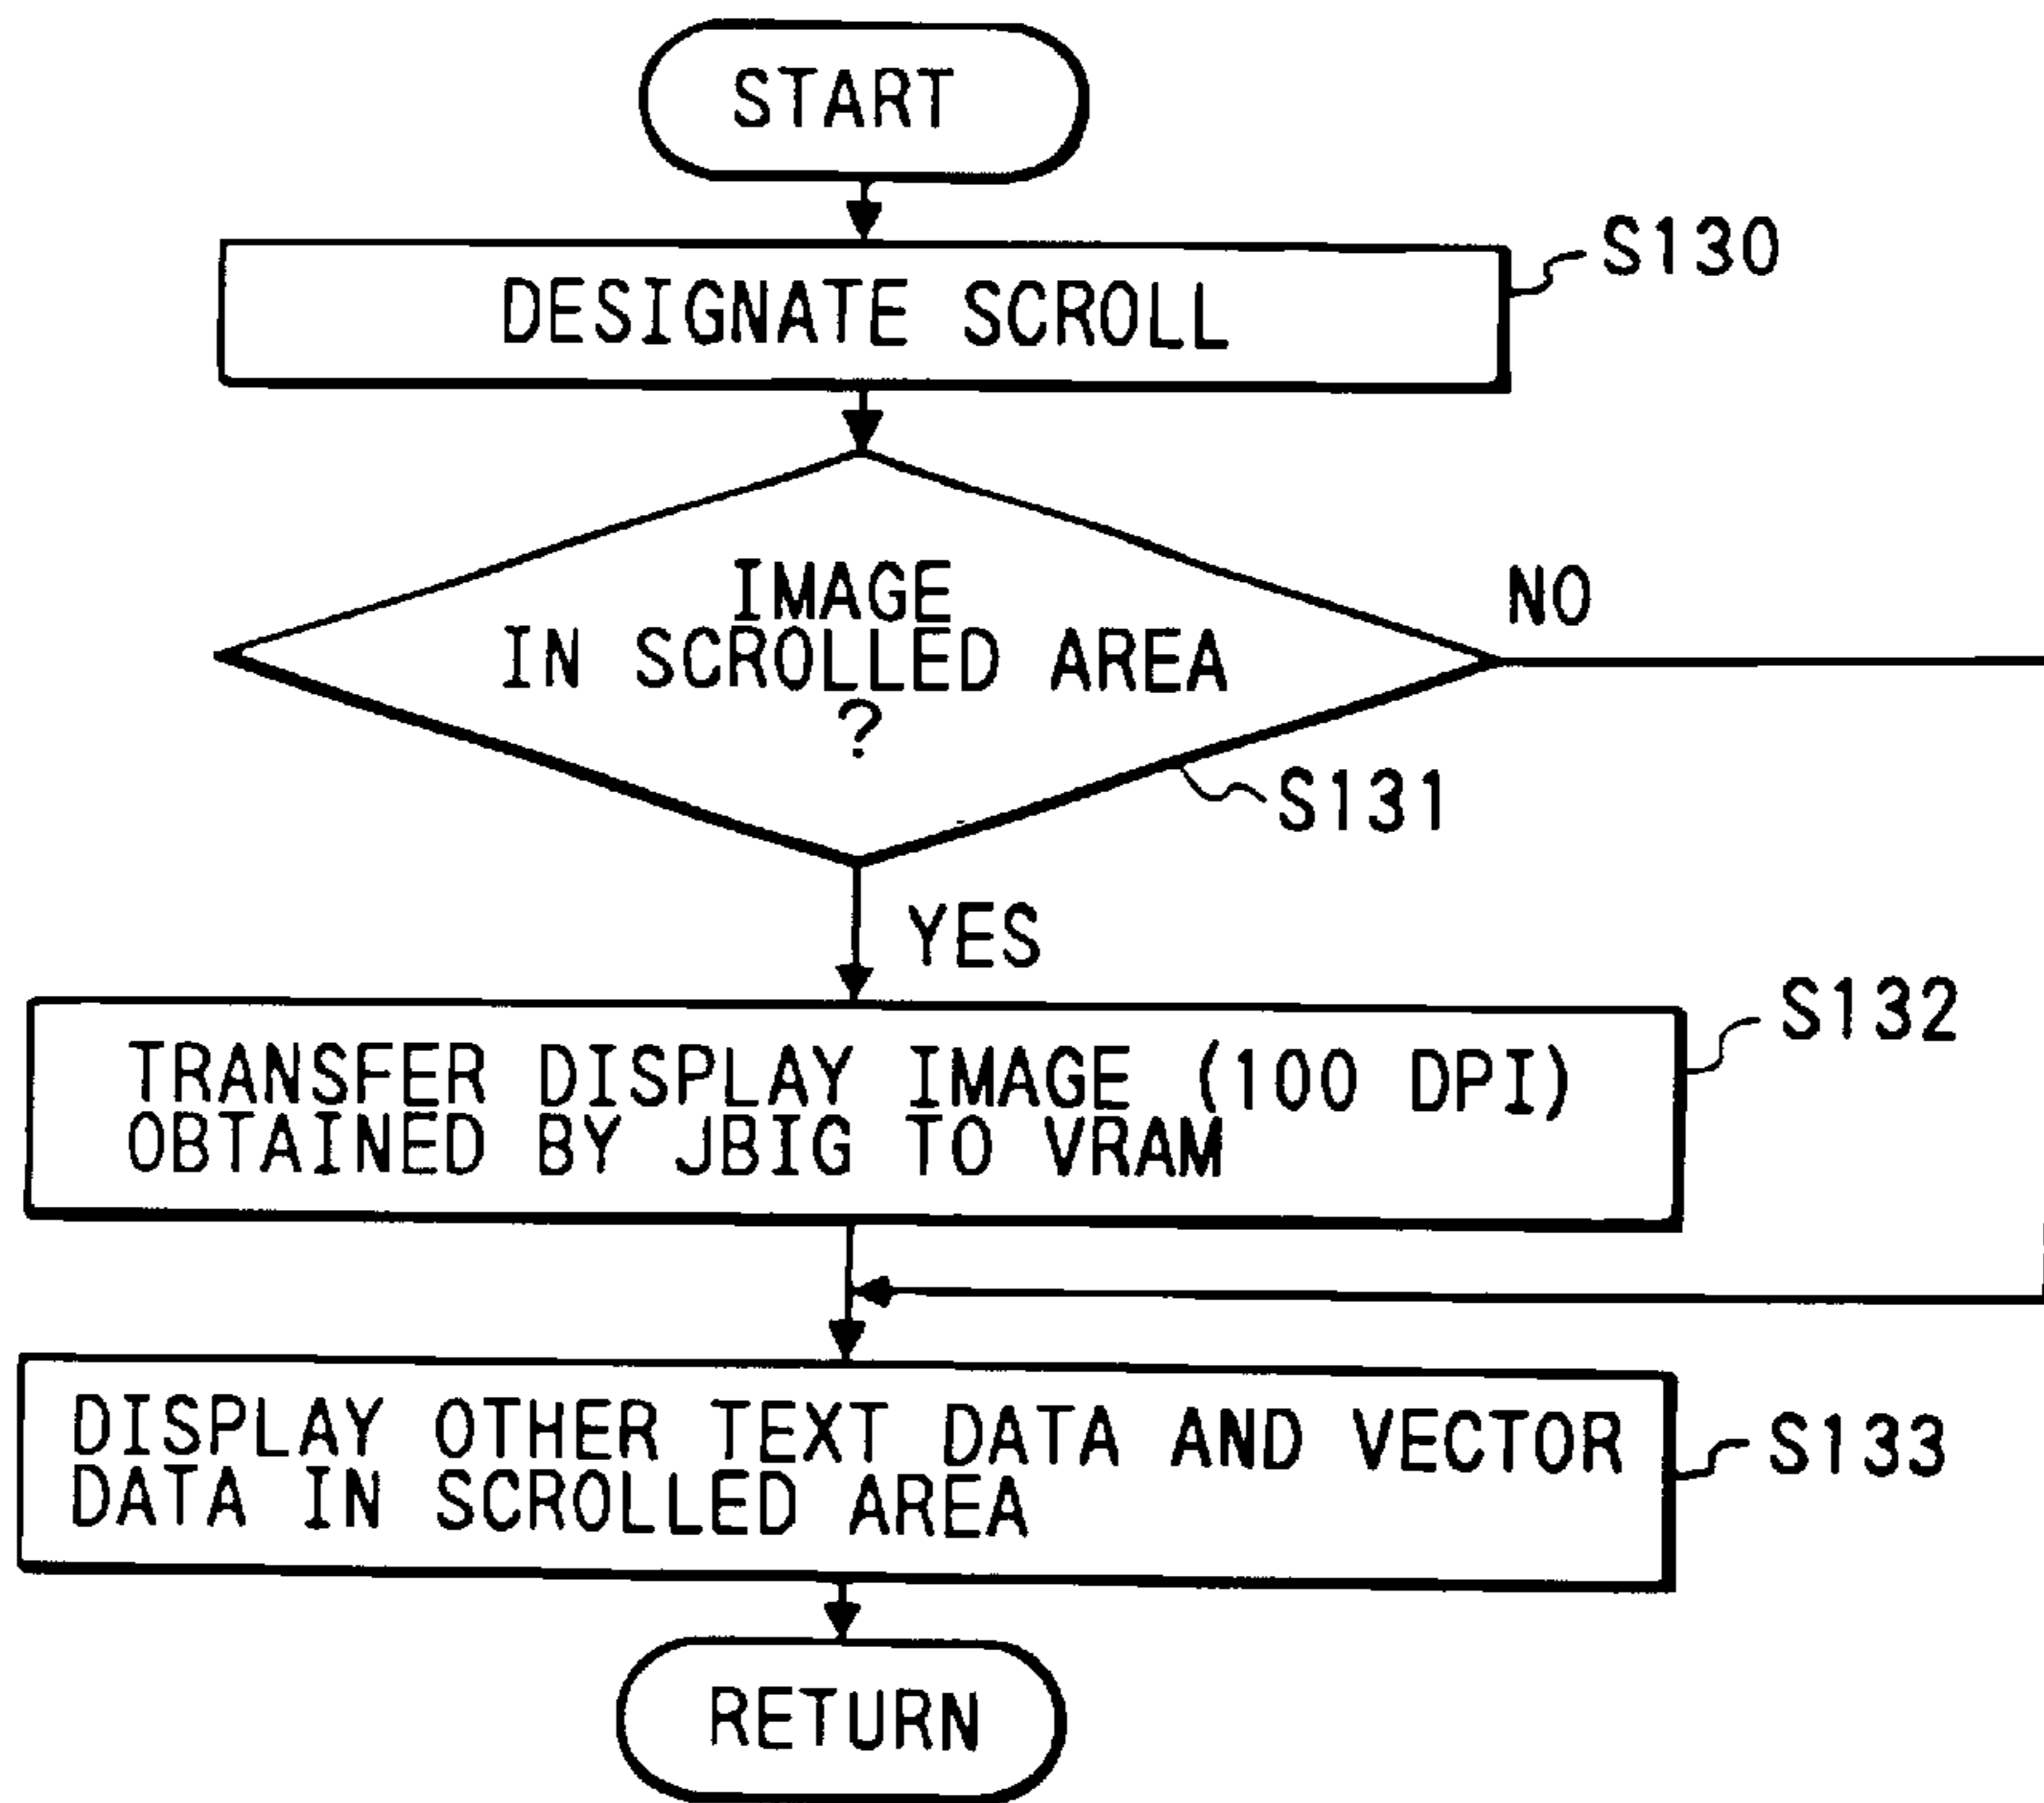 START
DESIGNATE SCROLL
S130
IMAGE
IN SCROLLED AREA
?
NO
S131
YES
TRANSFER DISPLAY IMAGE (100 DPI)
OBTAINED BY JBIG TO VRAM
S132
DISPLAY OTHER TEXT DATA AND VECTOR
DATA IN SCROLLED AREA
S133
RETURN